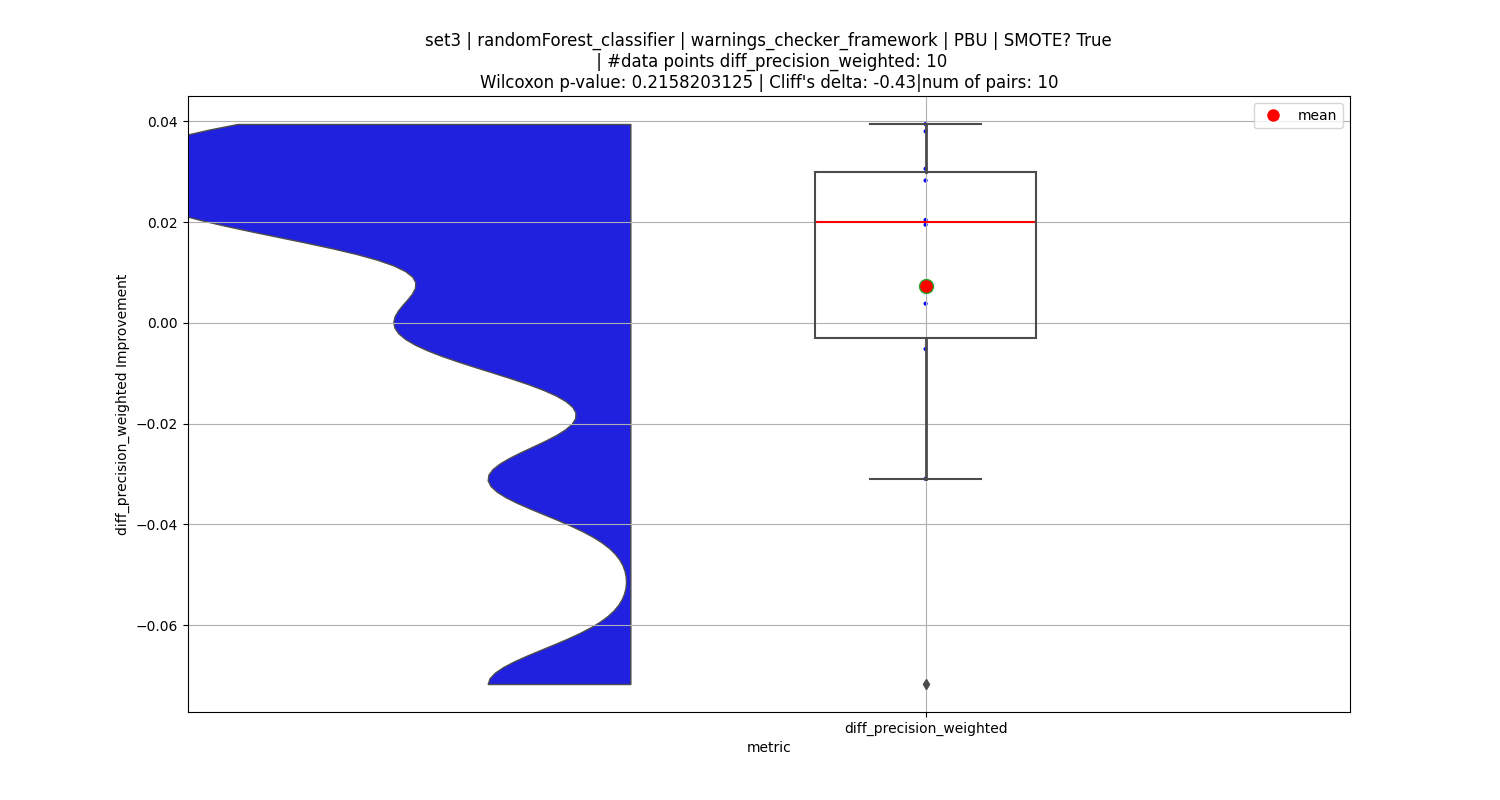 set3 | randomForest_classifier | warnings_checker_framework | PBU | SMOTE? True
| #data points diff_precision_weighted: 10
Wilcoxon p-value: 0.2158203125 | Cliff's delta: -0.43|num of pairs: 10
mean
0.04
0.02
0.00
−0.02
−0.04
−0.06
diff_precision_weighted Improvement
diff_precision_weighted
metric